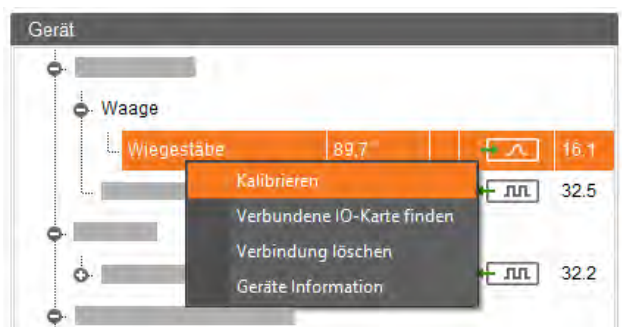 Gerät
Waage
Wiegestäbe 89,7 16.1
Kalibrieren
32.5
Verbundene IO-Karte finden
Verbindung löschen
32.2
Geräte Information